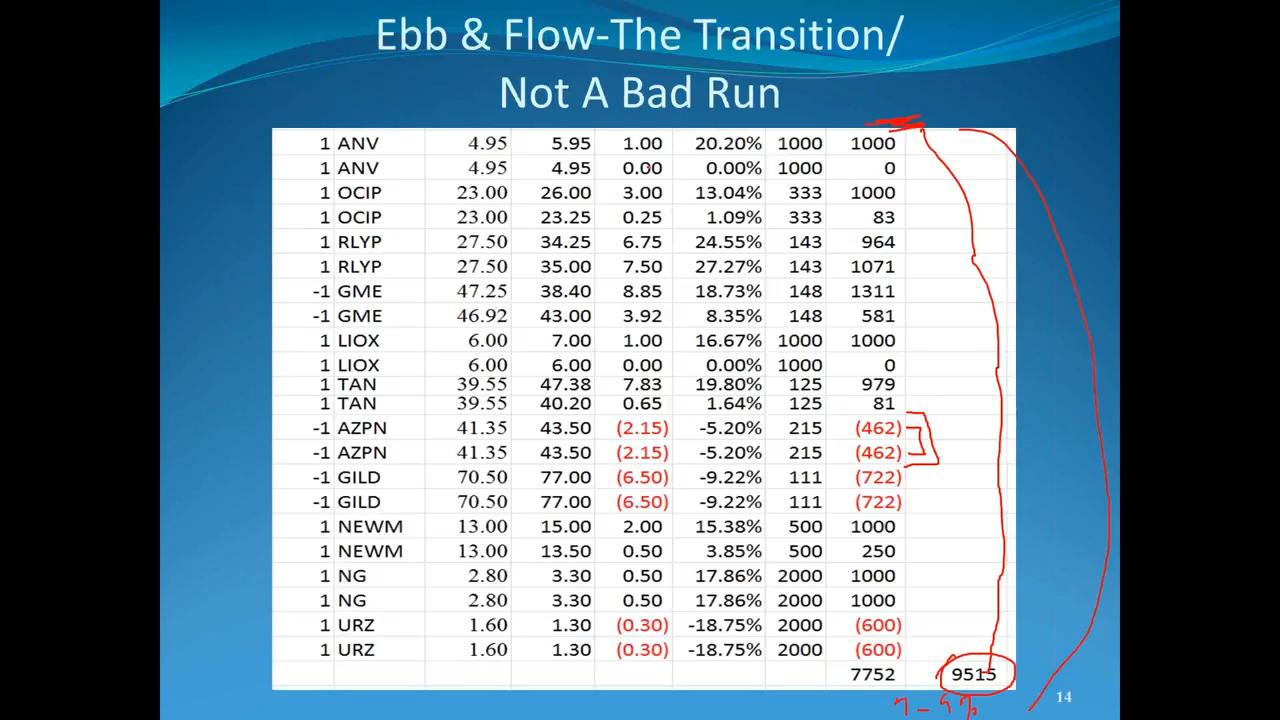 Ebb & Flow-The Transition/
Not A Bad Run
1 ANV 4.95 5.95 1.00 20.20% 1000 1000
1 ANV 4.95 4.95 0.00 0.00% 1000 0
1 OCIP 23.00 26.00 3.00 13.04% 333 1000
1 OCIP 23.00 23.25 0.25 1.09% 333 83
1 RLYP 27.50 34.25 6.75 24.55% 143 964
1 RLYP 27.50 35.00 7.50 27.27% 143 1071
-1 GME 47.25 38.40 8.85 18.73% 148 1311
-1 GME 46.92 43.00 3.92 8.35% 148 581
1 LIOX 6.00 7.00 1.00 16.67% 1000 1000
1 LIOX 6.00 6.00 0.00 0.00% 1000 0
1 TAN 39.55 47.38 7.83 19.80% 125 979
1 TAN 39.55 40.20 0.65 1.64% 125 81
-1 AZPN 41.35 43.50 (2.15) -5.20% 215 (462)
-1 AZPN 41.35 43.50 (2.15) -5.20% 215 (462)
-1 GILD 70.50 77.00 (6.50) -9.22% 111 (722)
-1 GILD 70.50 77.00 (6.50) -9.22% 111 (722)
1 NEWM 13.00 15.00 2.00 15.38% 500 1000
1 NEWM 13.00 13.50 0.50 3.85% 500 250
1 NG 2.80 3.30 0.50 17.86% 2000 1000
1 NG 2.80 3.30 0.50 17.86% 2000 1000
1 URZ 1.60 1.30 (0.30) -18.75% 2000 (600)
1 URZ 1.60 1.30 (0.30) -18.75% 2000 (600)
7752 9515
14